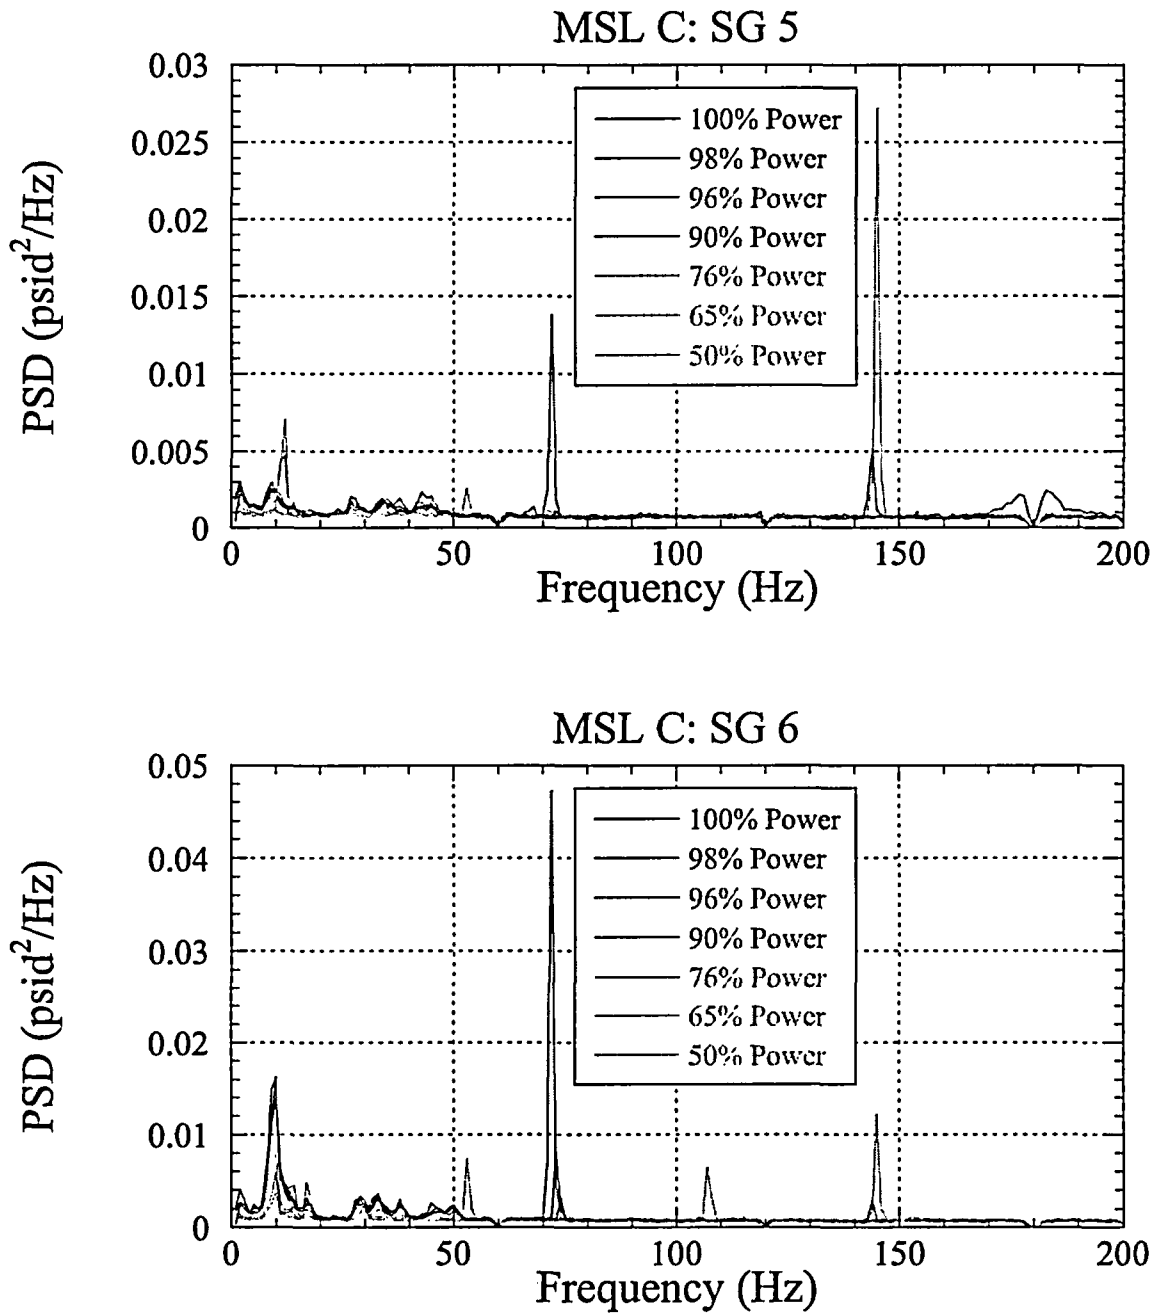 MSL C: SG 5
PSD (psid²/Hz)
0.03
0.025
0.02
0.015
0.01
0.005
0
100% Power
98% Power
96% Power
90% Power
76% Power
65% Power
50% Power
0 50 100 150 200
Frequency (Hz)
MSL C: SG 6
PSD (psid²/Hz)
0.05
0.04
0.03
0.02
0.01
0
100% Power
98% Power
96% Power
90% Power
76% Power
65% Power
50% Power
0 50 100 150 200
Frequency (Hz)